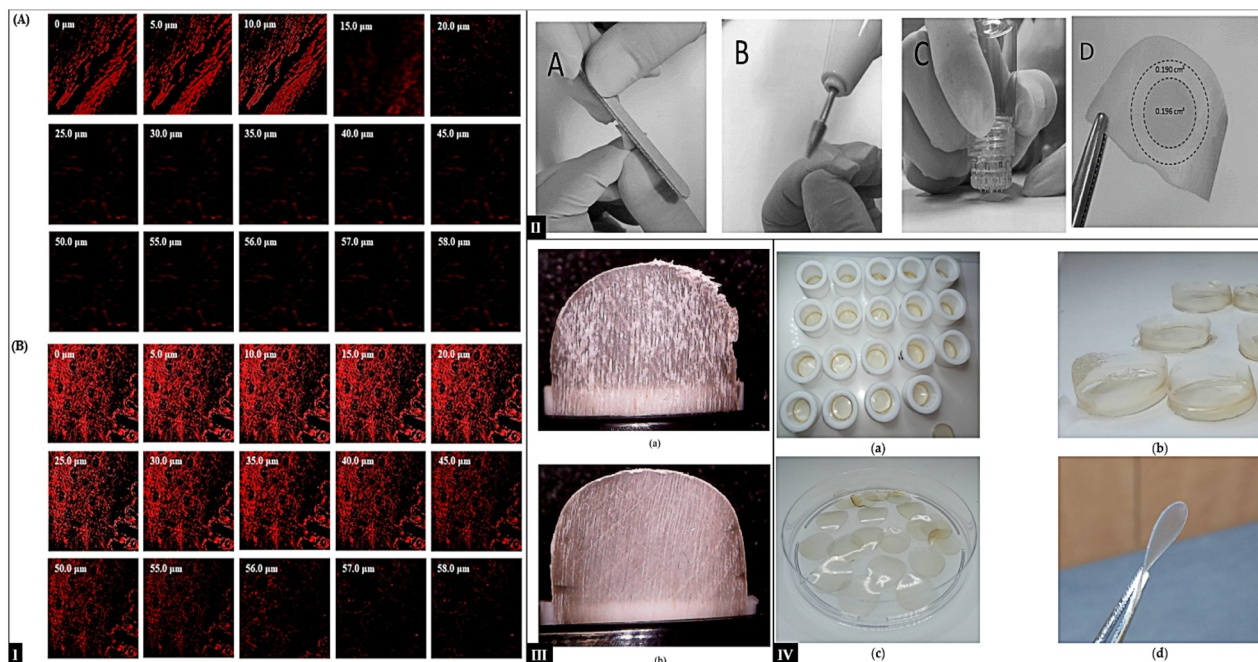 (A)
0 µm 5.0 µm 10.0 µm 15.0 µm 20.0 µm
25.0 µm 30.0 µm 35.0 µm 40.0 µm 45.0 µm
50.0 µm 55.0 µm 56.0 µm 57.0 µm 58.0 µm
(B)
0 µm 5.0 µm 10.0 µm 15.0 µm 20.0 µm
25.0 µm 30.0 µm 35.0 µm 40.0 µm 45.0 µm
50.0 µm 55.0 µm 56.0 µm 57.0 µm 58.0 µm
I
A B C D
0.190 cm²
0.196 cm²
II
(a)
(b)
III
(a) (b)
(c) (d)
IV